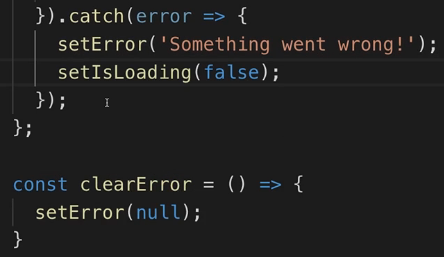 }).catch(error => {
setError('Something went wrong!');
setIsLoading(false);
});
};
const clearError = () => {
setError(null);
}